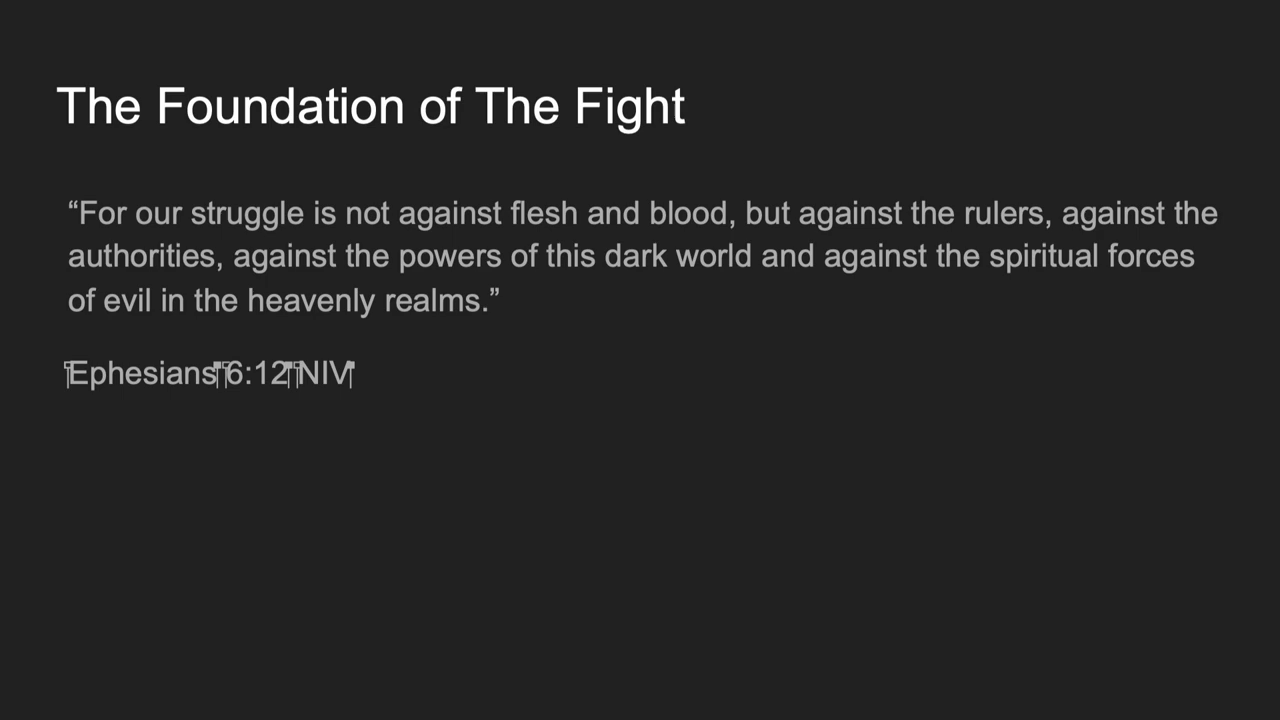 The Foundation of The Fight
“For our struggle is not against flesh and blood, but against the rulers, against the
authorities, against the powers of this dark world and against the spiritual forces
of evil in the heavenly realms.”
Ephesians 6:12 NIV